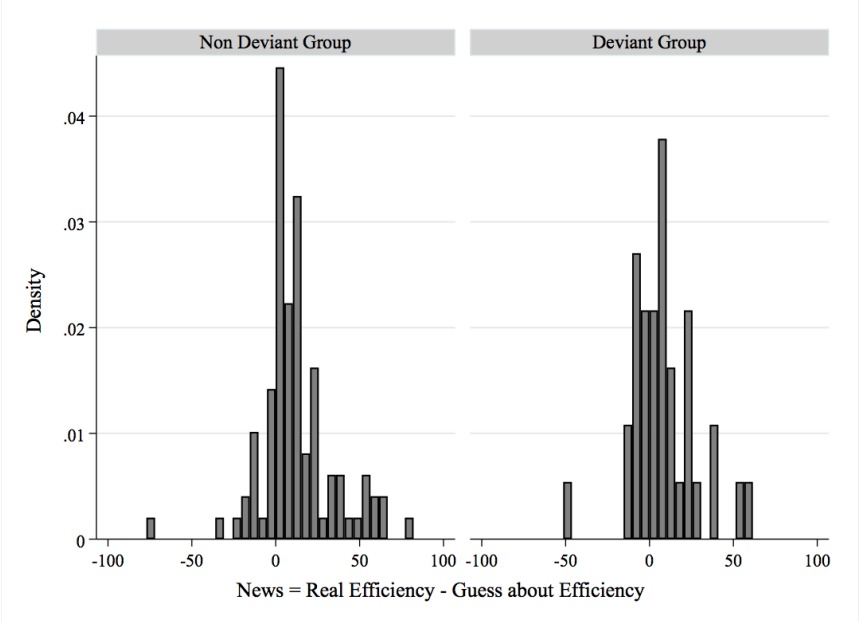 Non Deviant Group
Deviant Group
Density
.04
.03
.02
.01
0
-100 -50 0 50 100
-100 -50 0 50 100
News = Real Efficiency - Guess about Efficiency